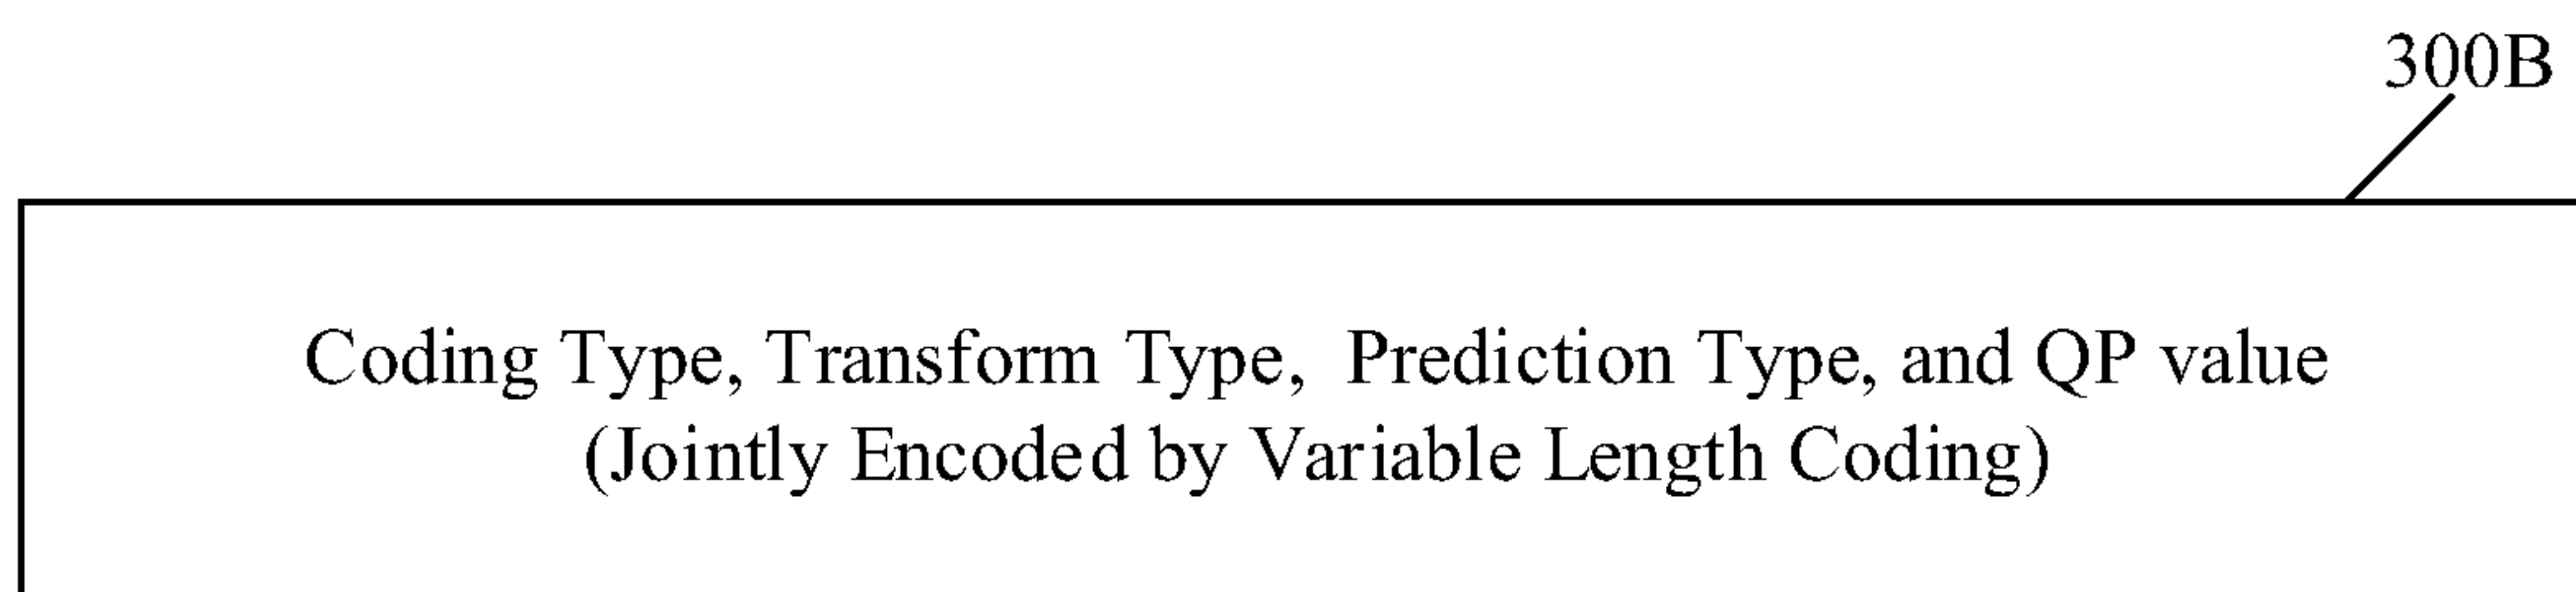 300B
Coding Type, Transform Type, Prediction Type, and QP value
(Jointly Encoded by Variable Length Coding)